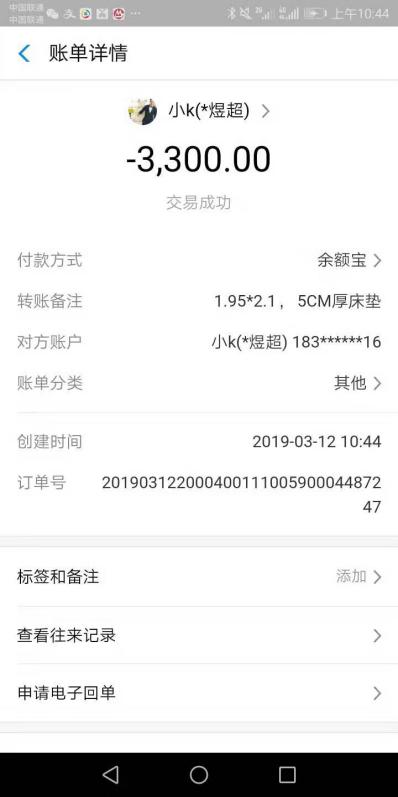 中国联通
中国联通
上午10:44
账单详情
小k(*煜超)
-3,300.00
交易成功
付款方式 余额宝
转账备注 1.95*2.1，5CM厚床垫
对方账户 小k(*煜超) 183******16
账单分类 其他
创建时间 2019-03-12 10:44
订单号 201903122000400111005900044872
47
标签和备注 添加
查看往来记录
申请电子回单